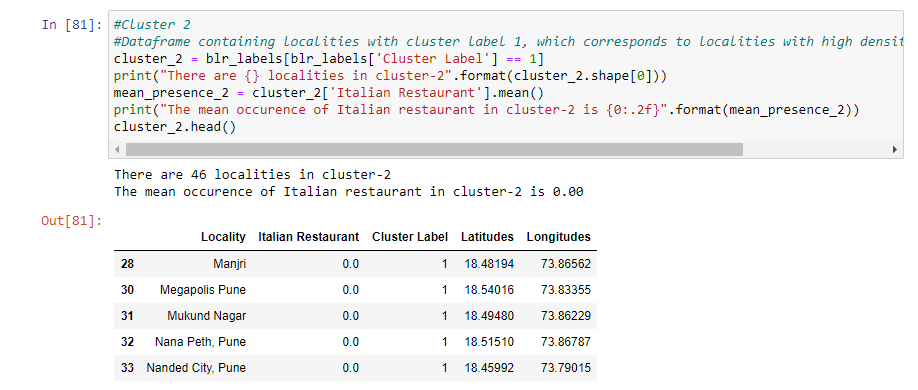 In [81]: #Cluster 2
#Dataframe containing localities with cluster label 1, which corresponds to localities with high densit
cluster_2 = blr_labels[blr_labels['Cluster Label'] == 1]
print("There are {} localities in cluster-2".format(cluster_2.shape[0]))
mean_presence_2 = cluster_2['Italian Restaurant'].mean()
print("The mean occurence of Italian restaurant in cluster-2 is {0:.2f}".format(mean_presence_2))
cluster_2.head()
There are 46 localities in cluster-2
The mean occurence of Italian restaurant in cluster-2 is 0.00
Out[81]:
Locality Italian Restaurant Cluster Label Latitudes Longitudes
28 Manjri 0.0 1 18.48194 73.86562
30 Megapolis Pune 0.0 1 18.54016 73.83355
31 Mukund Nagar 0.0 1 18.49480 73.86229
32 Nana Peth, Pune 0.0 1 18.51510 73.86787
33 Nanded City, Pune 0.0 1 18.45992 73.79015